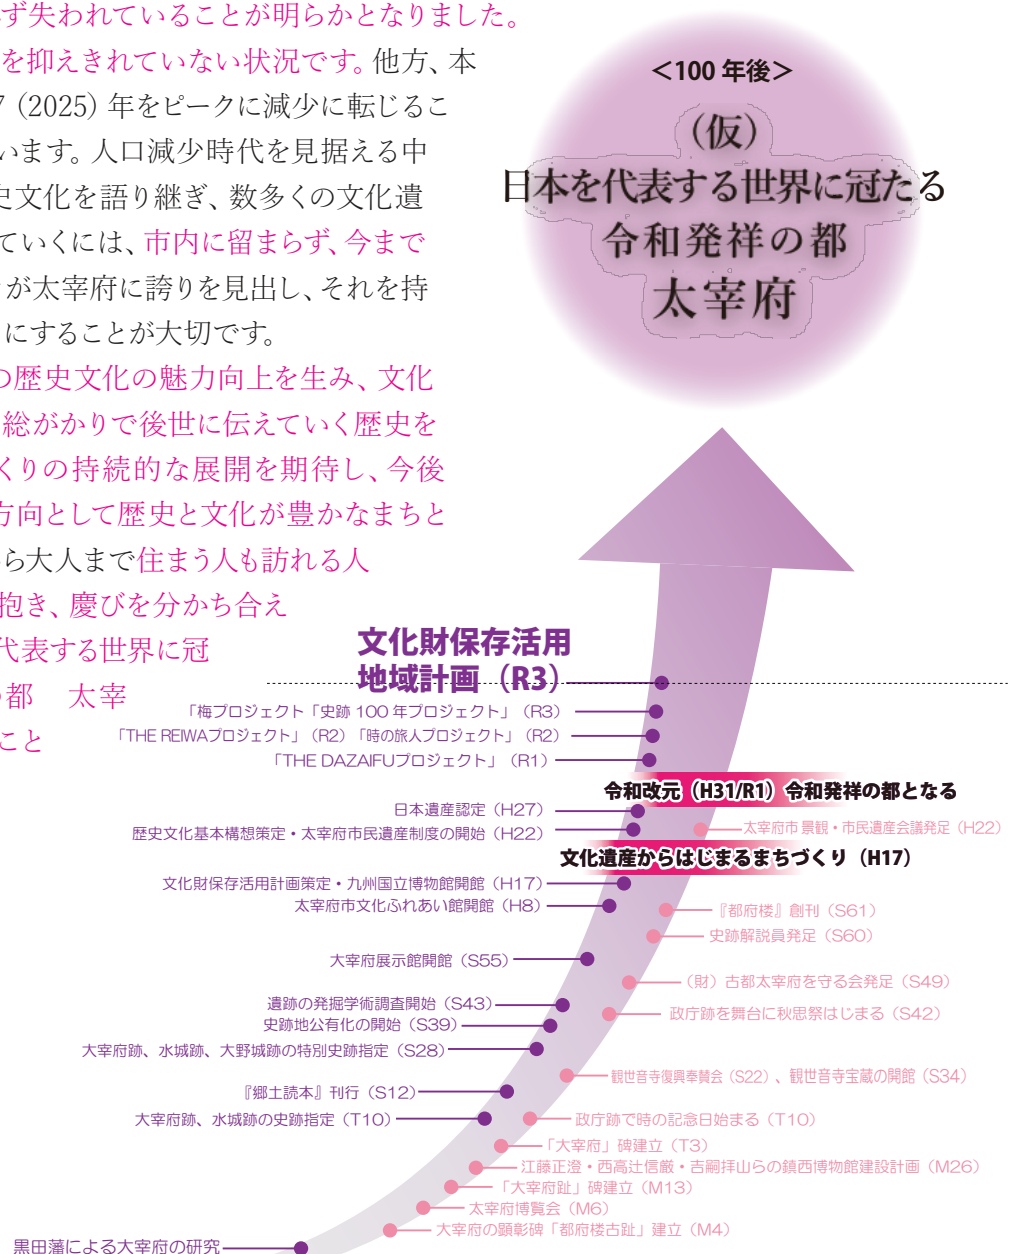 ず失われていることが明らかとなりました。
を抑えきれていない状況です。他方、本
7（2025）年をピークに減少に転じるこ
います。人口減少時代を見据える中
史文化を語り継ぎ、数多くの文化遺
ていくには、市内に留まらず、今まで
が太宰府に誇りを見出し、それを持
にすることが大切です。
の歴史文化の魅力向上を生み、文化
総がかりで後世に伝えていく歴史を
くりの持続的な展開を期待し、今後
方向として歴史と文化が豊かなまちと
ら大人まで住まう人も訪れる人
抱き、慶びを分かち合え
代表する世界に冠
の都　太宰
こと
＜100 年後＞
（仮）
日本を代表する世界に冠たる
令和発祥の都
太宰府
文化財保存活用
地域計画（R3）
「梅プロジェクト「史跡 100 年プロジェクト」（R3）
「THE REIWAプロジェクト」（R2）「時の旅人プロジェクト」（R2）
「THE DAZAIFUプロジェクト」（R1）
令和改元（H31/R1）令和発祥の都となる
日本遺産認定（H27）
歴史文化基本構想策定・太宰府市民遺産制度の開始（H22）
太宰府市 景観・市民遺産会議発足（H22）
文化遺産からはじまるまちづくり（H17）
文化財保存活用計画策定・九州国立博物館開館（H17）
太宰府市文化ふれあい館開館（H8）
『都府楼』創刊（S61）
史跡解説員発足（S60）
大宰府展示館開館（S55）
（財）古都太宰府を守る会発足（S49）
遺跡の発掘学術調査開始（S43）
政庁跡を舞台に秋思祭はじまる（S42）
史跡地公有化の開始（S39）
大宰府跡、水城跡、大野城跡の特別史跡指定（S28）
観世音寺復興奉賛会（S22）、観世音寺宝蔵の開館（S34）
『郷土読本』刊行（S12）
大宰府跡、水城跡の史跡指定（T10）
政庁跡で時の記念日始まる（T10）
「大宰府」碑建立（T3）
江藤正澄・西高辻信厳・吉嗣拝山らの鎮西博物館建設計画（M26）
「大宰府趾」碑建立（M13）
太宰府博覧会（M6）
大宰府の顕彰碑「都府楼古趾」建立（M4）
黒田藩による大宰府の研究